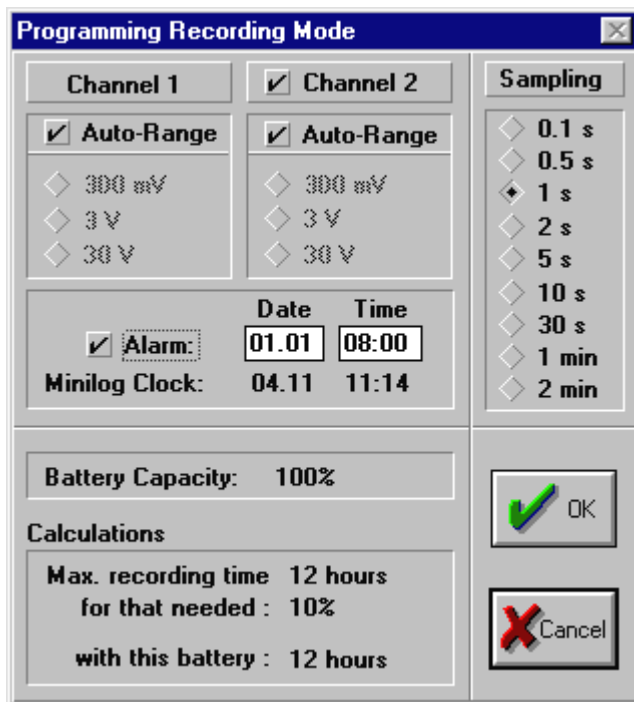 Programming Recording Mode
Channel 1
Auto-Range
300 mV
3 V
30 V
Channel 2
Auto-Range
300 mV
3 V
30 V
Date Time
Alarm: 01.01 08:00
Minilog Clock: 04.11 11:14
Sampling
0.1 s
0.5 s
1 s
2 s
5 s
10 s
30 s
1 min
2 min
Battery Capacity: 100%
Calculations
Max. recording time 12 hours
for that needed : 10%
with this battery : 12 hours
OK
Cancel